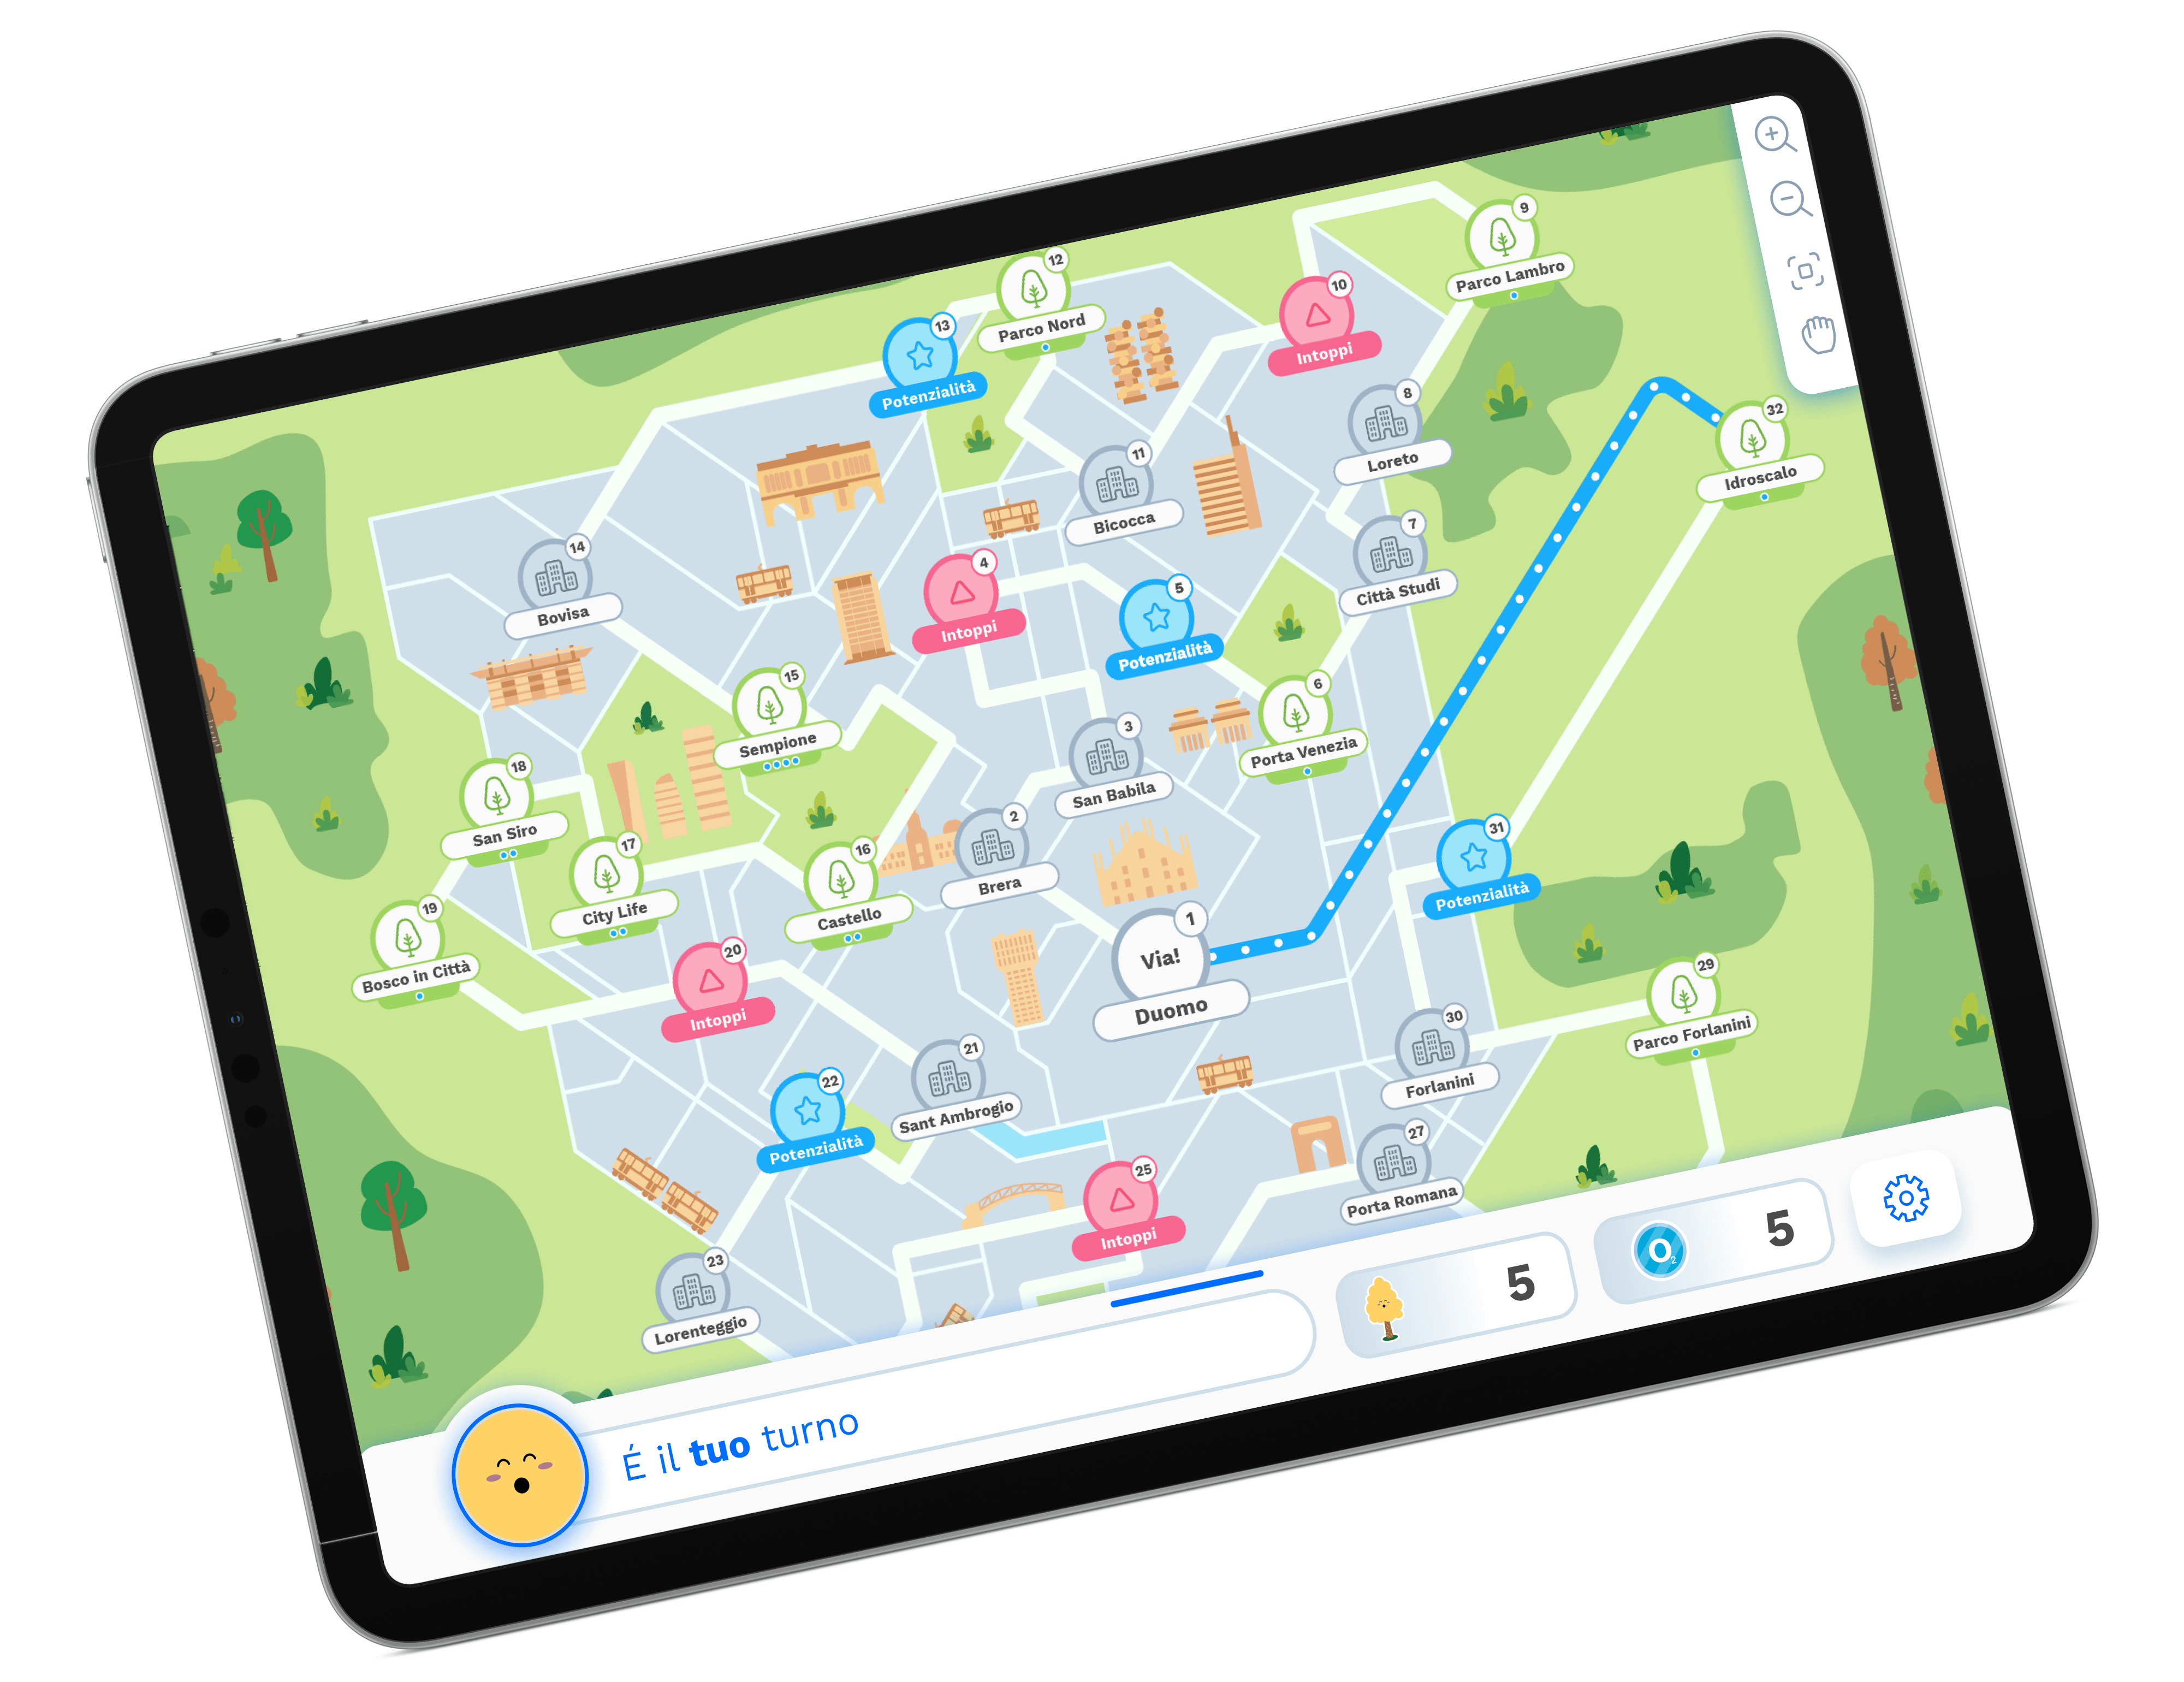 9
Parco Lambro
12
Parco Nord
10
Intoppi
13
Potenzialità
8
Loreto
32
Idroscalo
11
Bicocca
7
Città Studi
14
Bovisa
4
Intoppi
5
Potenzialità
15
Sempione
6
Porta Venezia
3
San Babila
18
San Siro
2
Brera
31
Potenzialità
17
City Life
16
Castello
19
Bosco in Città
1
Via!
Duomo
20
Intoppi
29
Parco Forlanini
30
Forlanini
21
Sant Ambrogio
22
Potenzialità
27
Porta Romana
25
Intoppi
23
Lorenteggio
É il tuo turno
5
O2
5